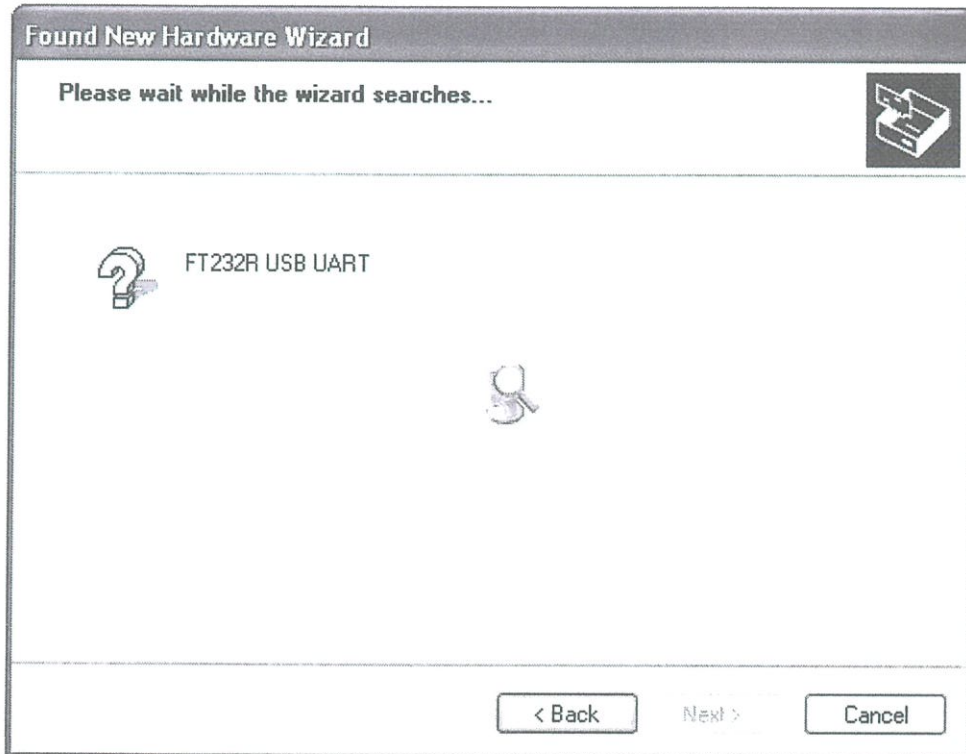 Found New Hardware Wizard
Please wait while the wizard searches...
FT232R USB UART
< Back
Next >
Cancel